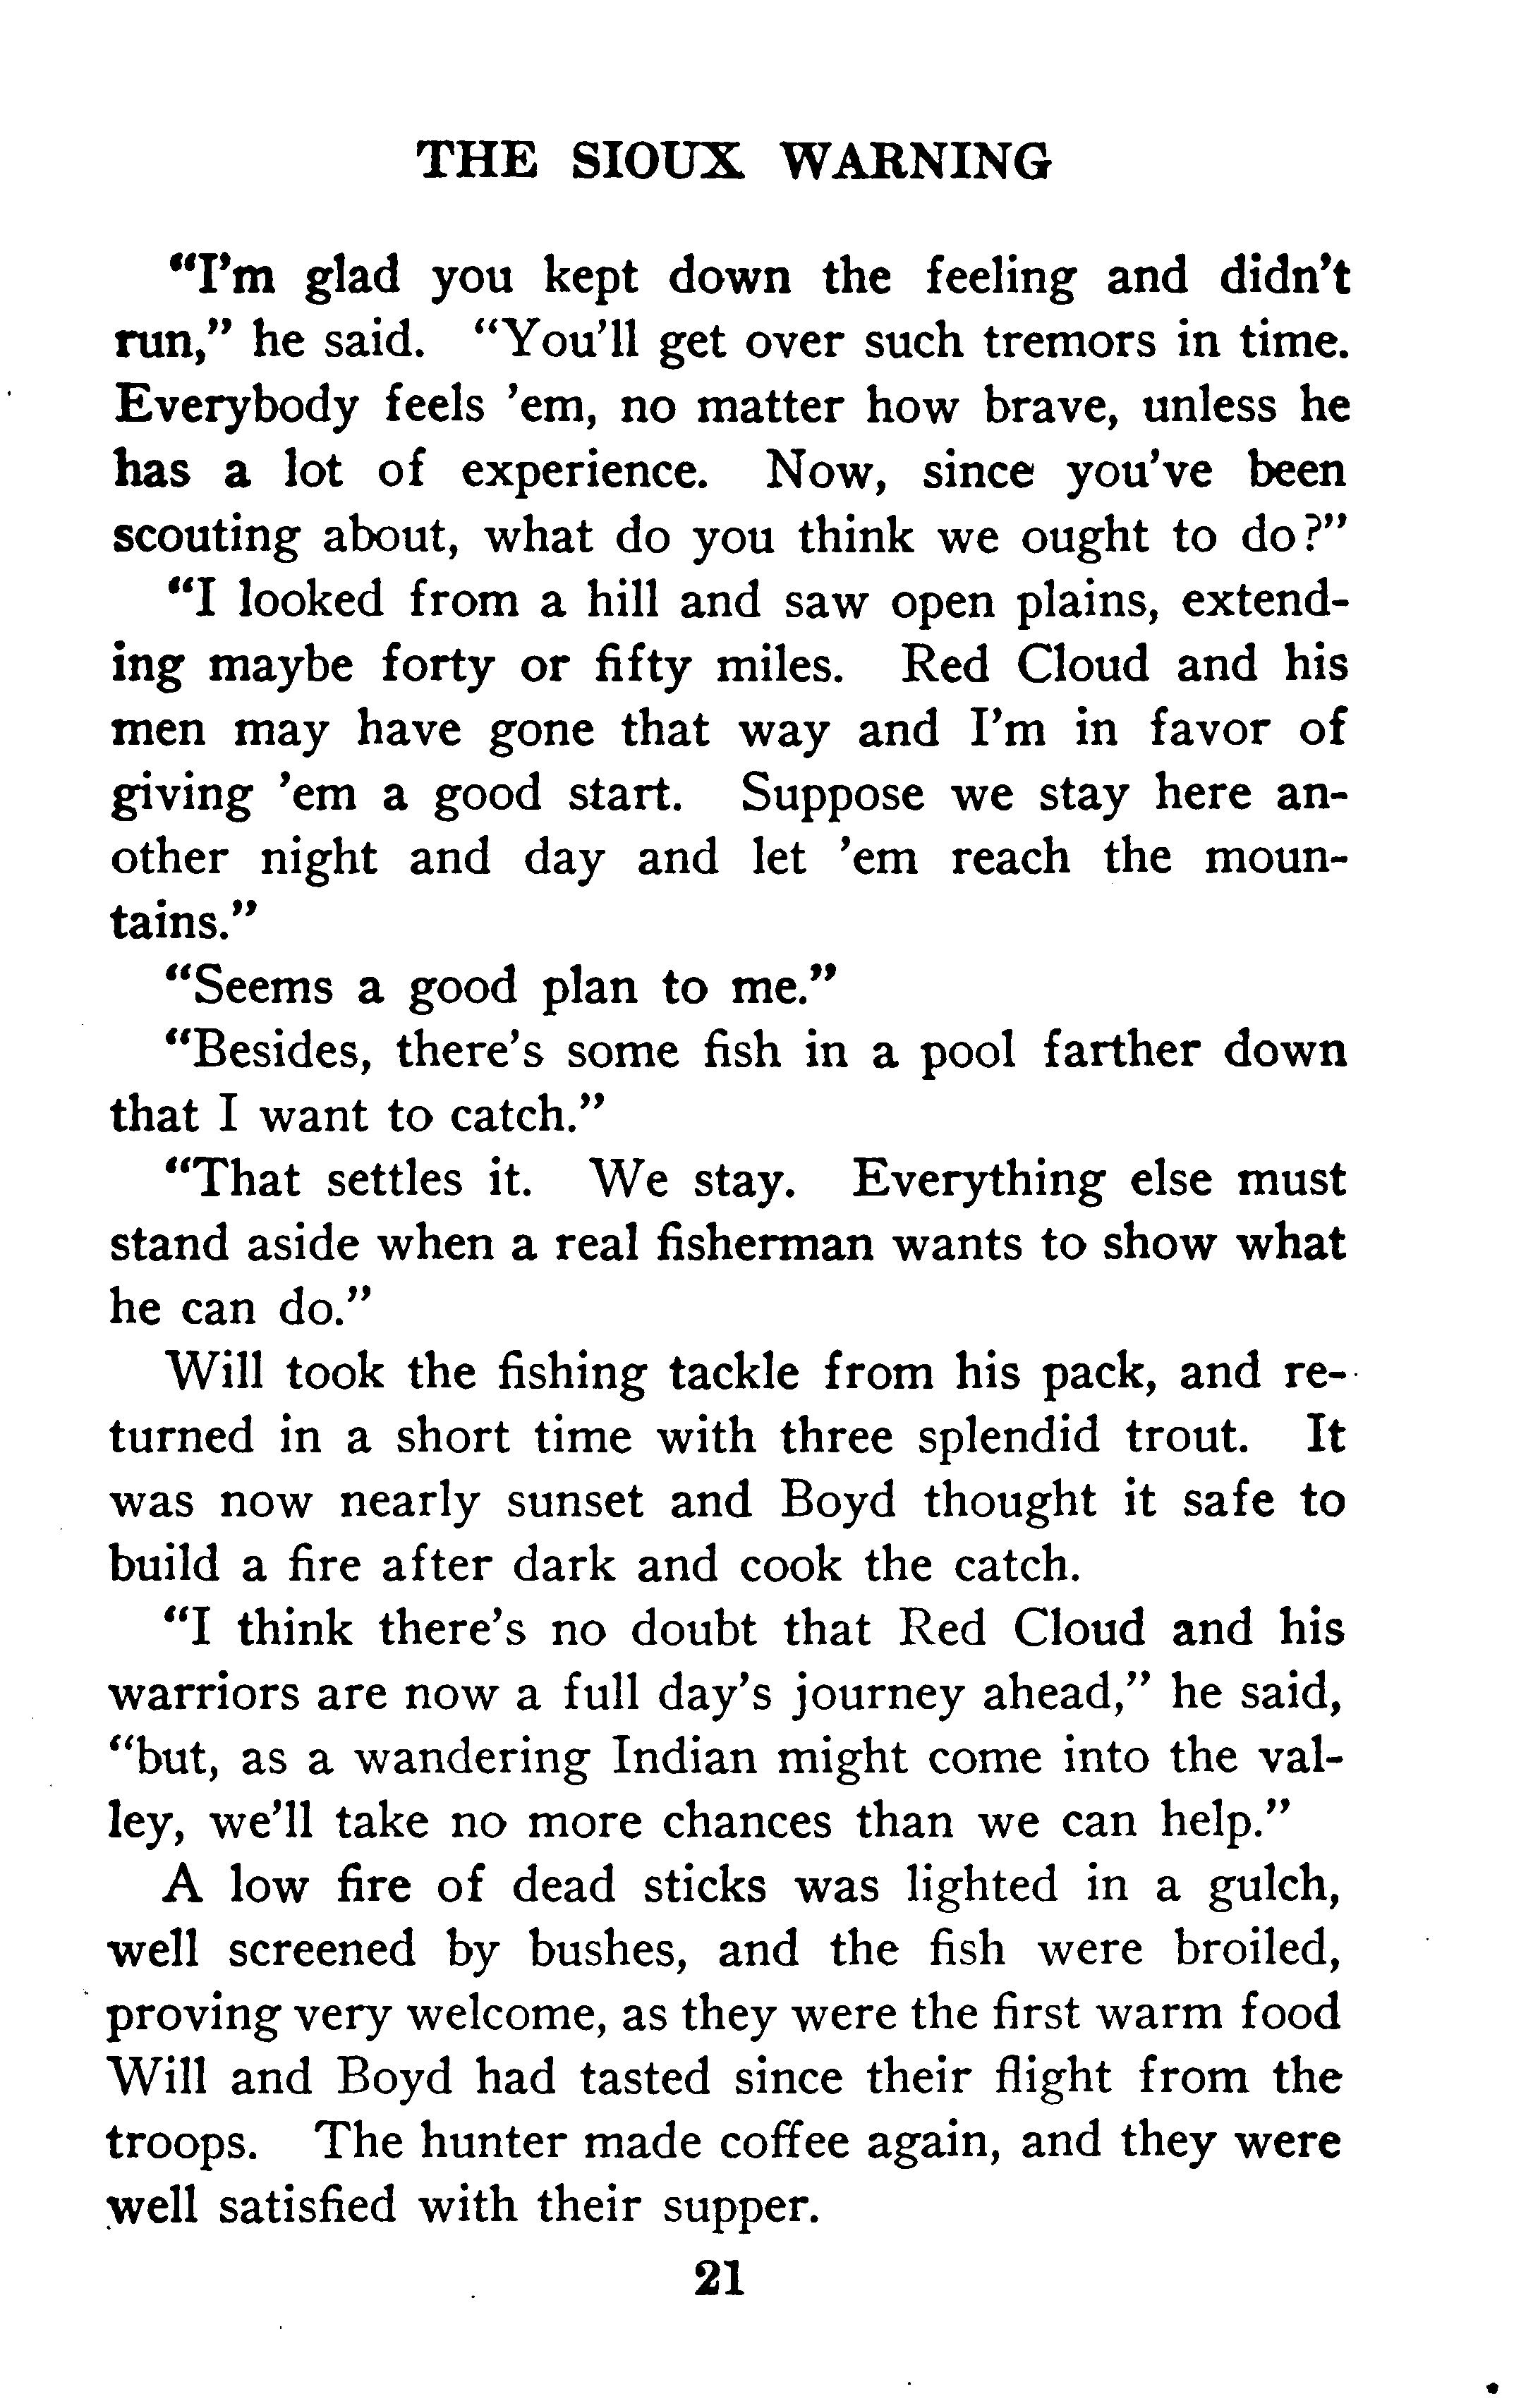 THE SIOUX WARNING
“I’m glad you kept down the feeling and didn’t
run,” he said. “You’ll get over such tremors in time.
Everybody feels ’em, no matter how brave, unless he
has a lot of experience. Now, since you’ve been
scouting about, what do you think we ought to do?”
“I looked from a hill and saw open plains, extend-
ing maybe forty or fifty miles. Red Cloud and his
men may have gone that way and I’m in favor of
giving ’em a good start. Suppose we stay here an-
other night and day and let ’em reach the moun-
tains.”
“Seems a good plan to me.”
“Besides, there’s some fish in a pool farther down
that I want to catch.”
“That settles it. We stay. Everything else must
stand aside when a real fisherman wants to show what
he can do.”
Will took the fishing tackle from his pack, and re-
turned in a short time with three splendid trout. It
was now nearly sunset and Boyd thought it safe to
build a fire after dark and cook the catch.
“I think there’s no doubt that Red Cloud and his
warriors are now a full day’s journey ahead,” he said,
“but, as a wandering Indian might come into the val-
ley, we’ll take no more chances than we can help.”
A low fire of dead sticks was lighted in a gulch,
well screened by bushes, and the fish were broiled,
proving very welcome, as they were the first warm food
Will and Boyd had tasted since their flight from the
troops. The hunter made coffee again, and they were
well satisfied with their supper.
21